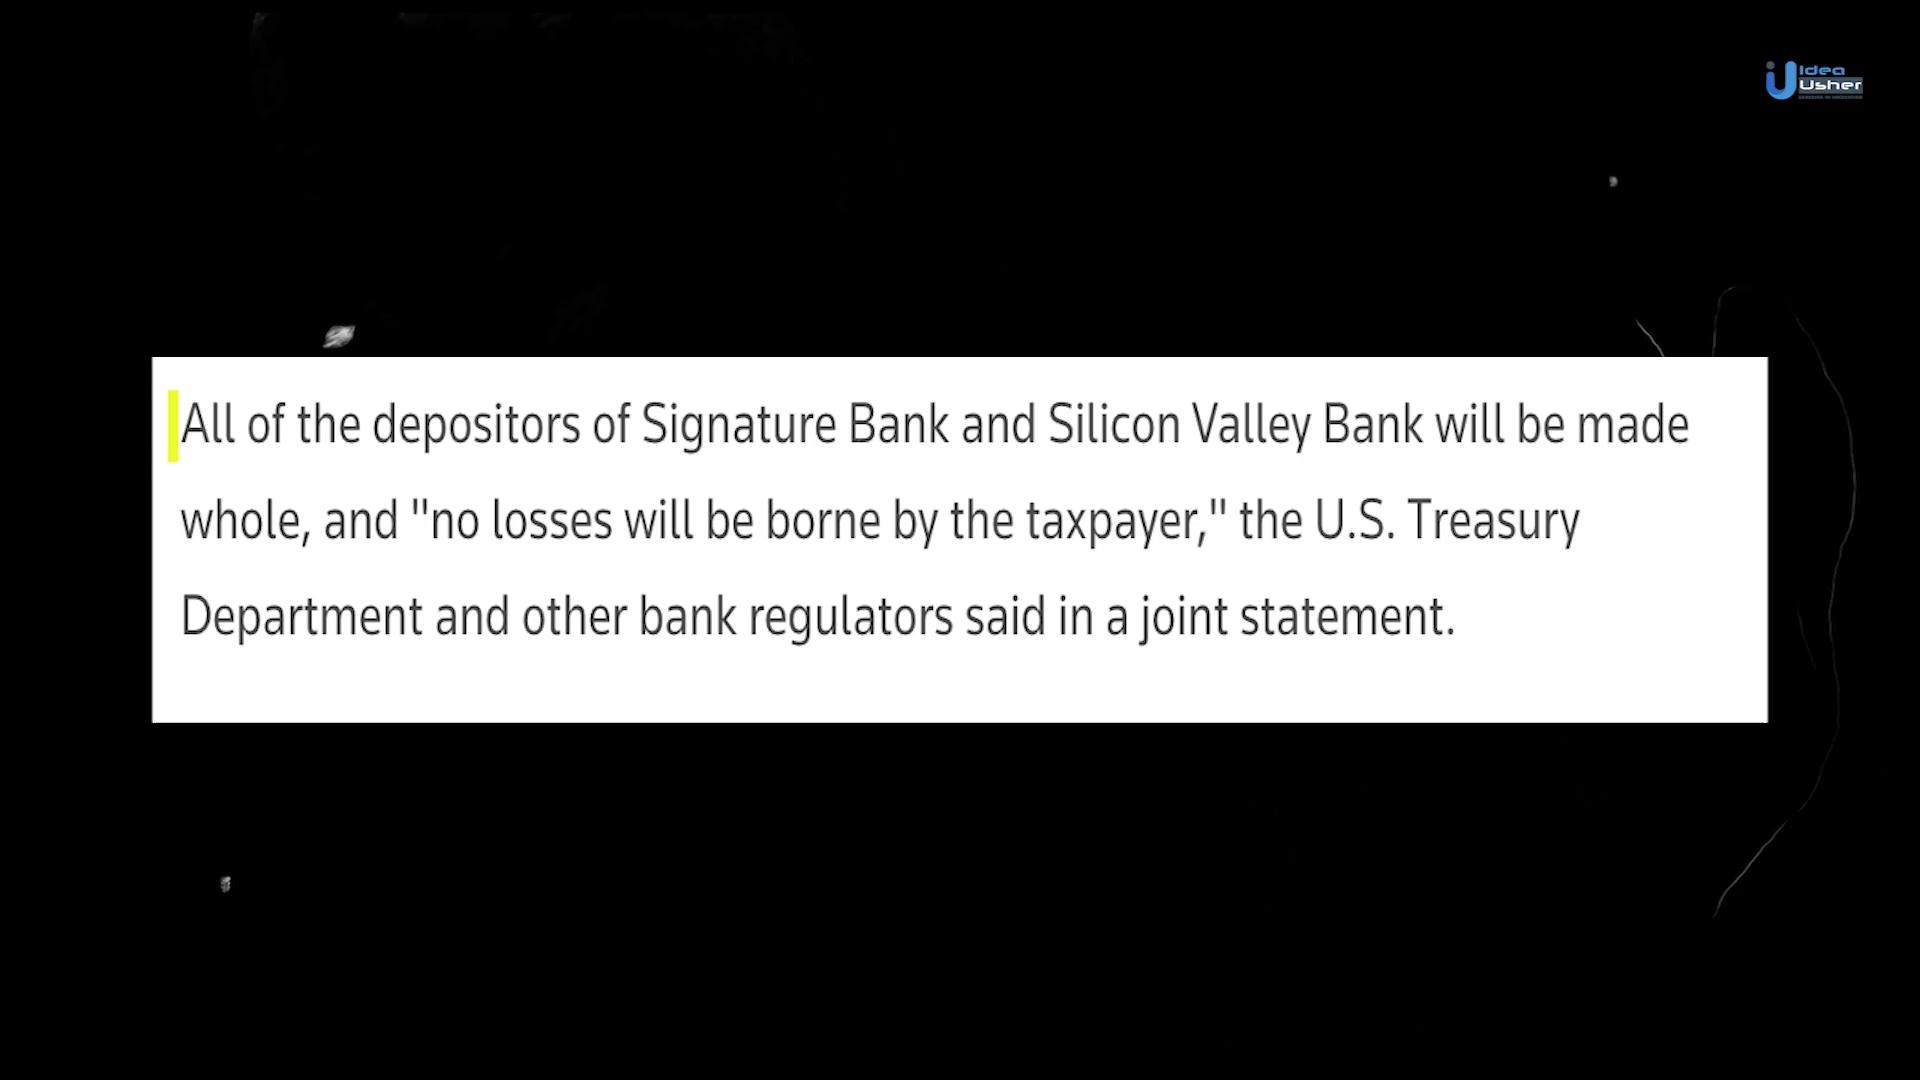 Idea
Usher
All of the depositors of Signature Bank and Silicon Valley Bank will be made
whole, and "no losses will be borne by the taxpayer," the U.S. Treasury
Department and other bank regulators said in a joint statement.